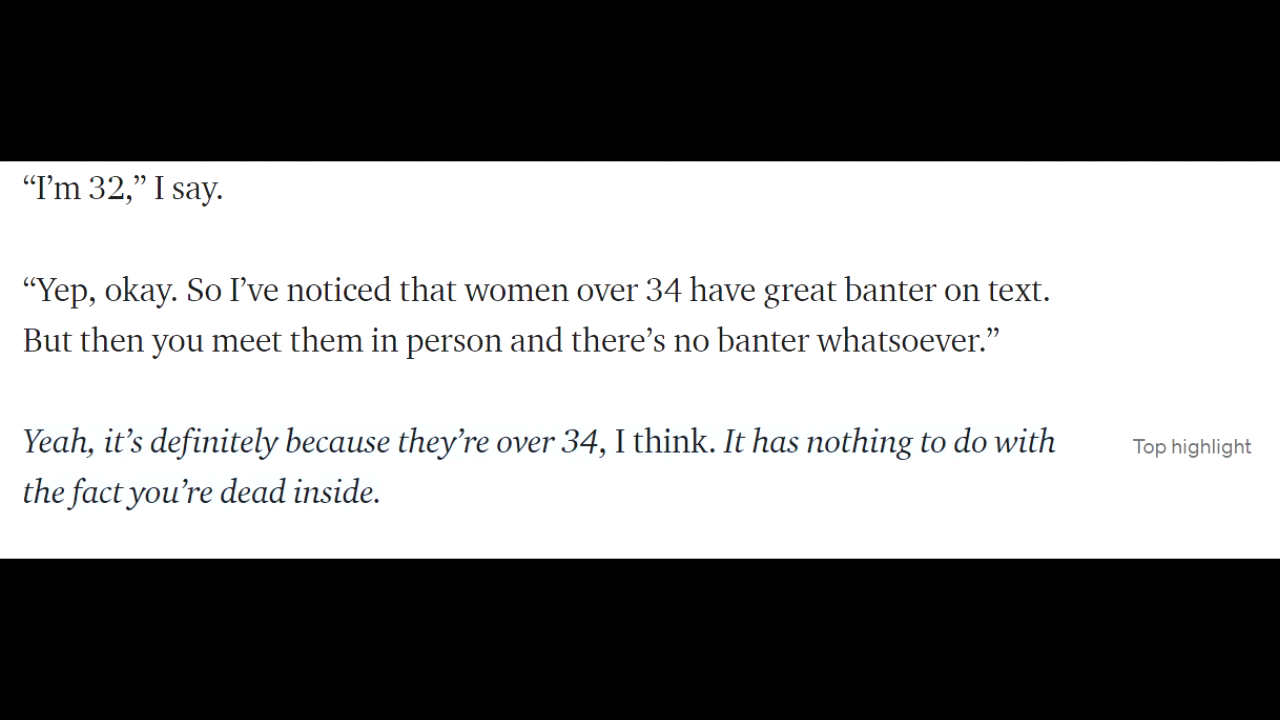 “I’m 32,” I say.
“Yep, okay. So I’ve noticed that women over 34 have great banter on text.
But then you meet them in person and there’s no banter whatsoever.”
Yeah, it’s definitely because they’re over 34, I think. It has nothing to do with
the fact you’re dead inside.
Top highlight